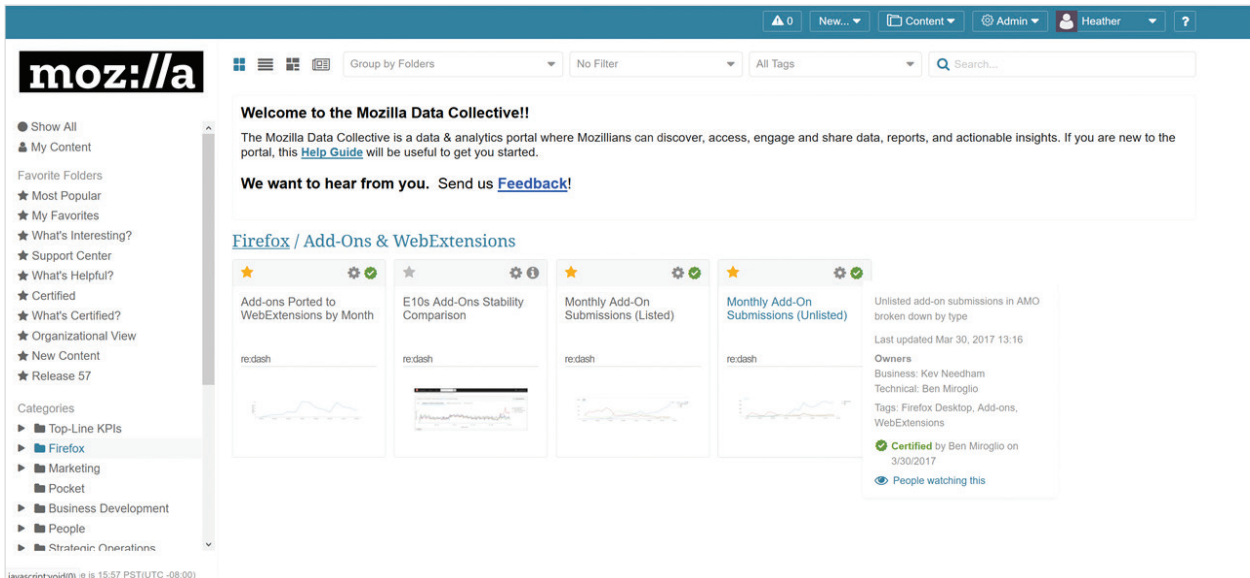 0
New...
Content
Admin
Heather
?
moz://a
Group by Folders
No Filter
All Tags
Search...
Show All
My Content
Favorite Folders
Most Popular
My Favorites
What's Interesting?
Support Center
What's Helpful?
Certified
What's Certified?
Organizational View
New Content
Release 57
Categories
Top-Line KPIs
Firefox
Marketing
Pocket
Business Development
People
Strategic Operations
javascript:void(0)
e is 15:57 PST(UTC -08:00)
Welcome to the Mozilla Data Collective!!
The Mozilla Data Collective is a data & analytics portal where Mozillians can discover, access, engage and share data, reports, and actionable insights. If you are new to the
portal, this Help Guide will be useful to get you started.
We want to hear from you. Send us Feedback!
Firefox / Add-Ons & WebExtensions
Add-ons Ported to
WebExtensions by Month
re:dash
E10s Add-Ons Stability
Comparison
re:dash
Monthly Add-On
Submissions (Listed)
re:dash
Monthly Add-On
Submissions (Unlisted)
re:dash
Unlisted add-on submissions in AMO
broken down by type
Last updated Mar 30, 2017 13:16
Owners
Business: Kev Needham
Technical: Ben Miroglio
Tags: Firefox Desktop, Add-ons,
WebExtensions
Certified by Ben Miroglio on
3/30/2017
People watching this